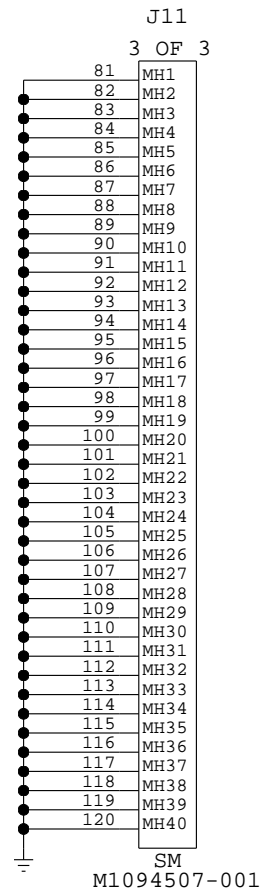 J11
3 OF 3
81 MH1
82 MH2
83 MH3
84 MH4
85 MH5
86 MH6
87 MH7
88 MH8
89 MH9
90 MH10
91 MH11
92 MH12
93 MH13
94 MH14
95 MH15
96 MH16
97 MH17
98 MH18
99 MH19
100 MH20
101 MH21
102 MH22
103 MH23
104 MH24
105 MH25
106 MH26
107 MH27
108 MH28
109 MH29
110 MH30
111 MH31
112 MH32
113 MH33
114 MH34
115 MH35
116 MH36
117 MH37
118 MH38
119 MH39
120 MH40
SM
M1094507-001